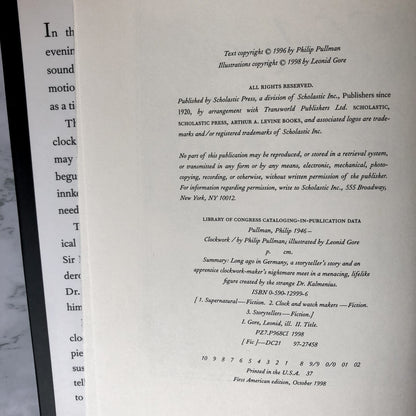 In th
evenin
sound
motio
as a ti
Th
clock
may
begu
innk
need
T
ical
Sir
dero
Dr.
him
clo
pie
sus
tell
Text copyright © 1996 by Philip Pullman
Illustrations copyright © 1998 by Leonid Gore
ALL RIGHTS RESERVED.
Published by Scholastic Press, a division of Scholastic Inc., Publishers since
1920, by arrangement with Transworld Publishers Ltd. SCHOLASTIC,
SCHOLASTIC PRESS, ARTHUR A. LEVINE BOOKS, and associated logos are trade-
marks and/or registered trademarks of Scholastic Inc.
No part of this publication may be reproduced, or stored in a retrieval system,
or transmitted in any form or by any means, electronic, mechanical, photo-
copying, recording, or otherwise, without written permission of the publisher.
For information regarding permission, write to Scholastic Inc., 555 Broadway,
New York, NY 10012.
LIBRARY OF CONGRESS CATALOGING-IN-PUBLICATION DATA
Pullman, Philip 1946–
Clockwork / by Philip Pullman; illustrated by Leonid Gore
p. cm.
Summary: Long ago in Germany, a storyteller's story and an
apprentice clockwork-maker's nightmare meet in a menacing, lifelike
figure created by the strange Dr. Kalmenius.
ISBN 0-590-12999-6
[ 1. Supernatural—Fiction. 2. Clock and watch makers —Fiction.
3. Storytellers—Fiction.]
I. Gore, Leonid, ill. II. Title.
PZ7.P968Cl 1998
[ Fic ]—DC21 97-27458
10 9 8 7 6 5 4 3 2 1 8 9/9 0/0 01 02
Printed in the U.S.A. 37
First American edition, October 1998